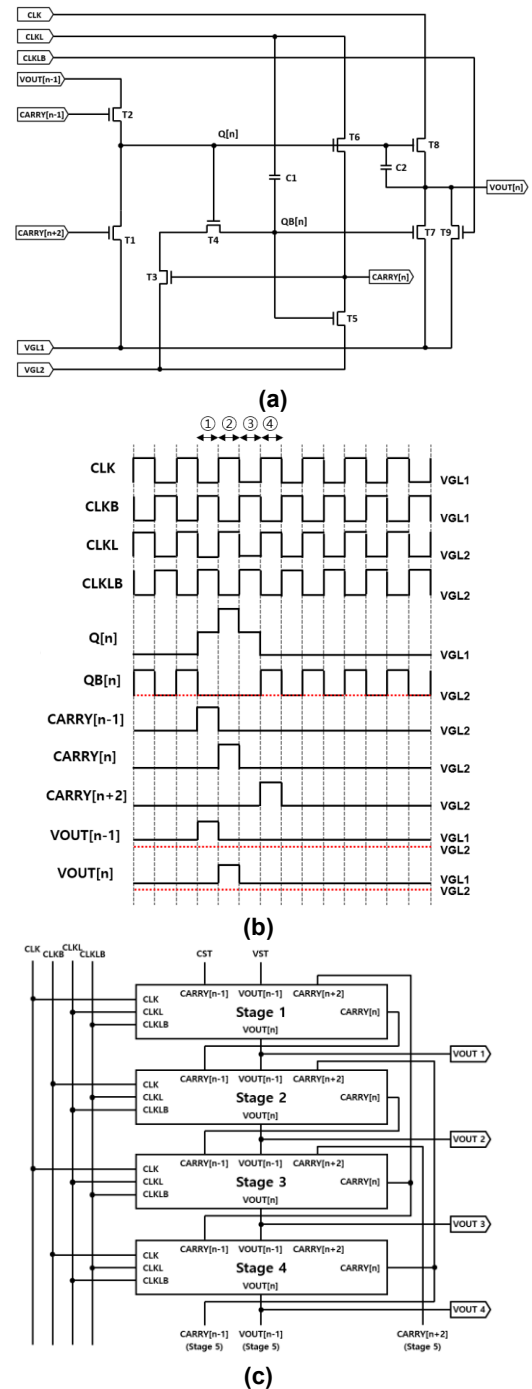 CLK
CLKL
CLKLB
VOUT[n-1]
CARRY[n-1]
T2
Q[n]
T6
T8
C2
C1
VOUT[n]
CARRY[n+2]
T1
T4
QB[n]
T7
T9
T3
CARRY[n]
T5
VGL1
VGL2
(a)
① ② ③ ④
CLK
VGL1
CLKB
VGL1
CLKL
VGL2
CLKLB
VGL2
Q[n]
VGL1
QB[n]
VGL2
CARRY[n-1]
VGL2
CARRY[n]
VGL2
CARRY[n+2]
VGL2
VOUT[n-1]
VGL1
VGL2
VOUT[n]
VGL1
VGL2
(b)
CLK
CLKB
CLKL
CLKLB
CST
VST
CARRY[n-1] VOUT[n-1] CARRY[n+2]
CLK
CLKL
CLKLB
Stage 1
CARRY[n]
VOUT[n]
VOUT 1
CARRY[n-1] VOUT[n-1] CARRY[n+2]
CLK
CLKL
CLKLB
Stage 2
CARRY[n]
VOUT[n]
VOUT 2
CARRY[n-1] VOUT[n-1] CARRY[n+2]
CLK
CLKL
CLKLB
Stage 3
CARRY[n]
VOUT[n]
VOUT 3
CARRY[n-1] VOUT[n-1] CARRY[n+2]
CLK
CLKL
CLKLB
Stage 4
CARRY[n]
VOUT[n]
VOUT 4
CARRY[n-1] VOUT[n-1] CARRY[n+2]
(Stage 5) (Stage 5) (Stage 5)
(c)